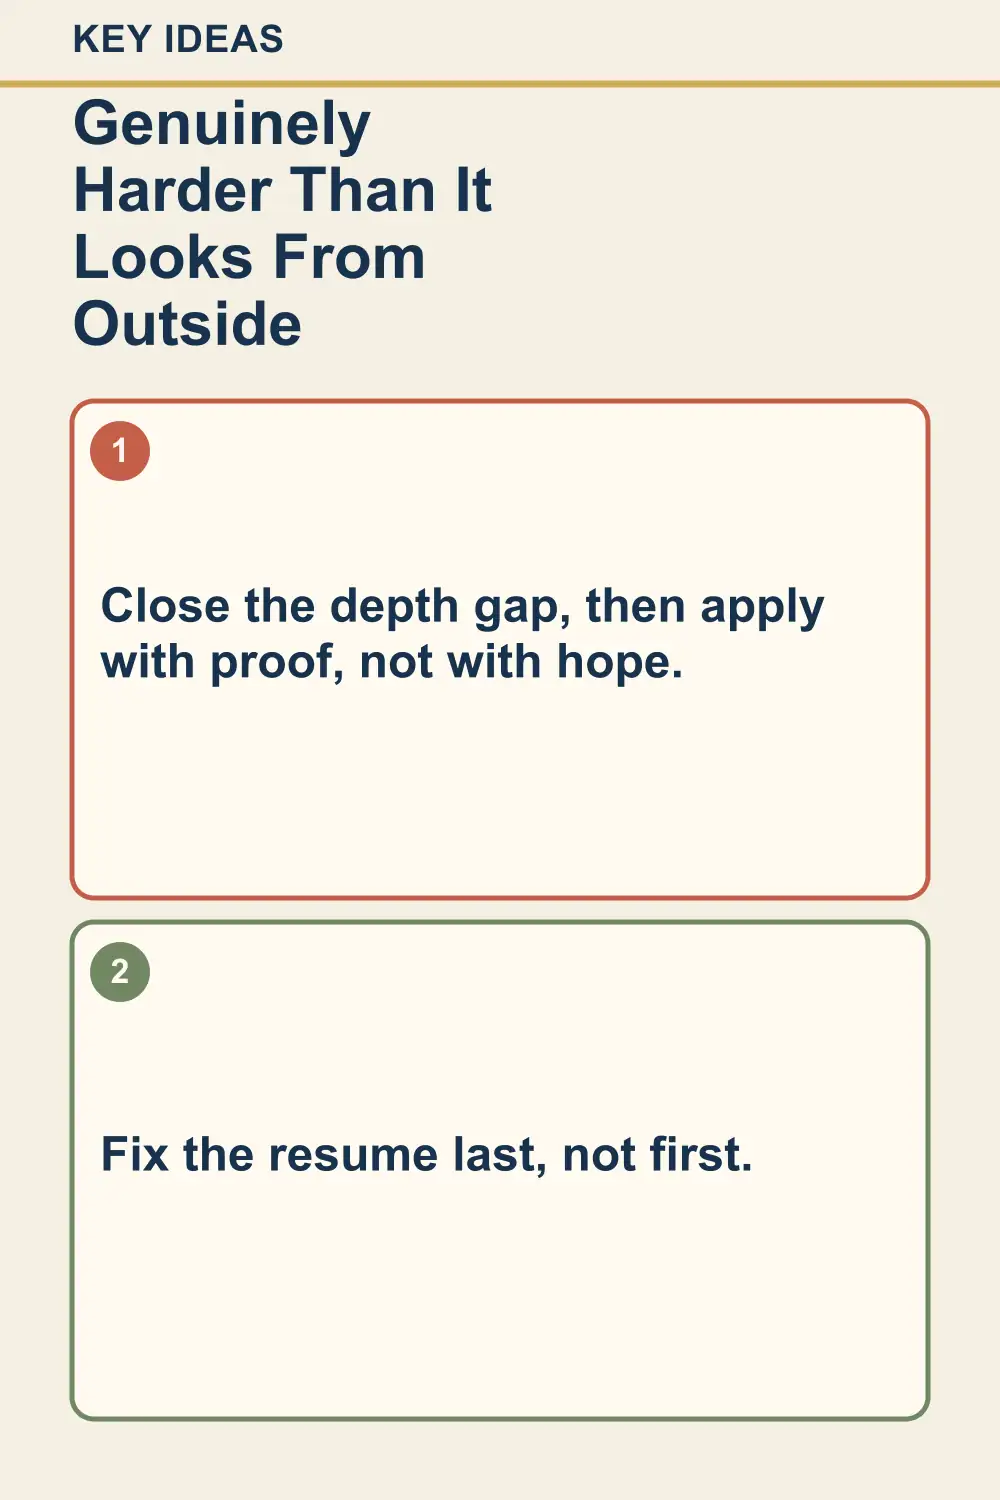 KEY IDEAS
Genuinely
Harder Than It
Looks From
Outside
1
Close the depth gap, then apply
with proof, not with hope.
2
Fix the resume last, not first.